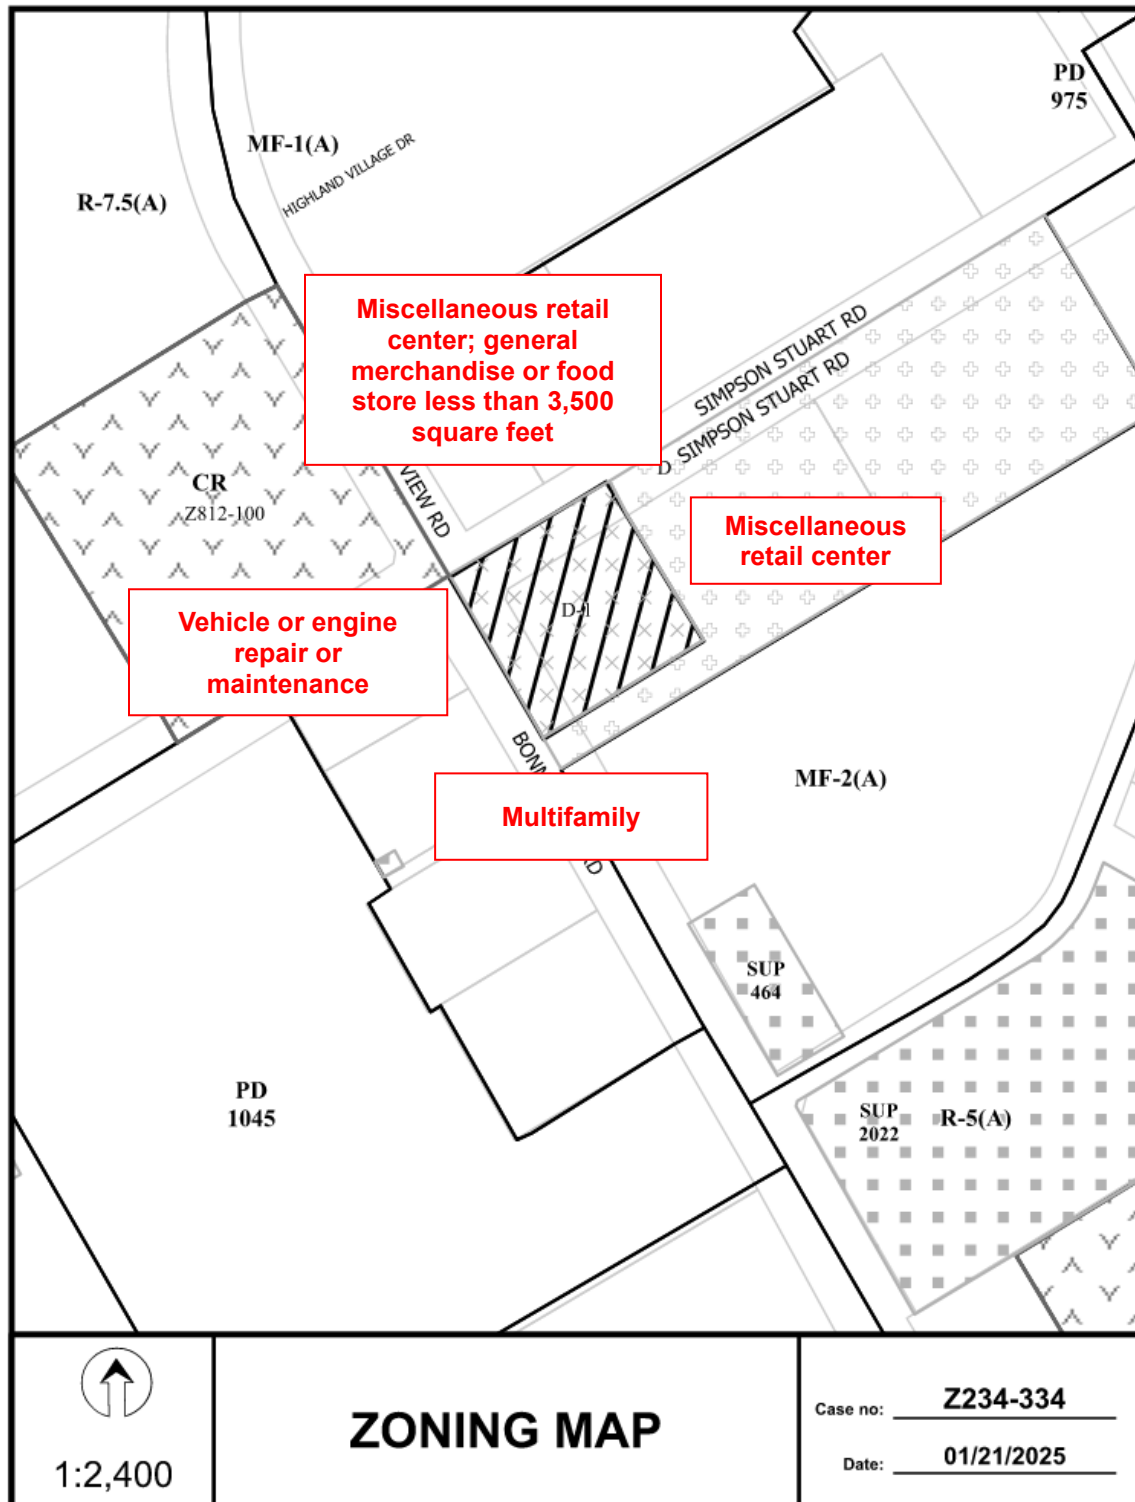 PD
975
MF-1(A)
HIGHLAND VILLAGE DR
R-7.5(A)
Miscellaneous retail
center; general
merchandise or food
store less than 3,500
square feet
SIMPSON STUART RD
D SIMPSON STUART RD
VIEW RD
CR
Z812-100
Miscellaneous
retail center
D-1
Vehicle or engine
repair or
maintenance
MF-2(A)
Multifamily
SUP
464
PD
1045
SUP
2022
R-5(A)
1:2,400
ZONING MAP
Case no: Z234-334
Date: 01/21/2025